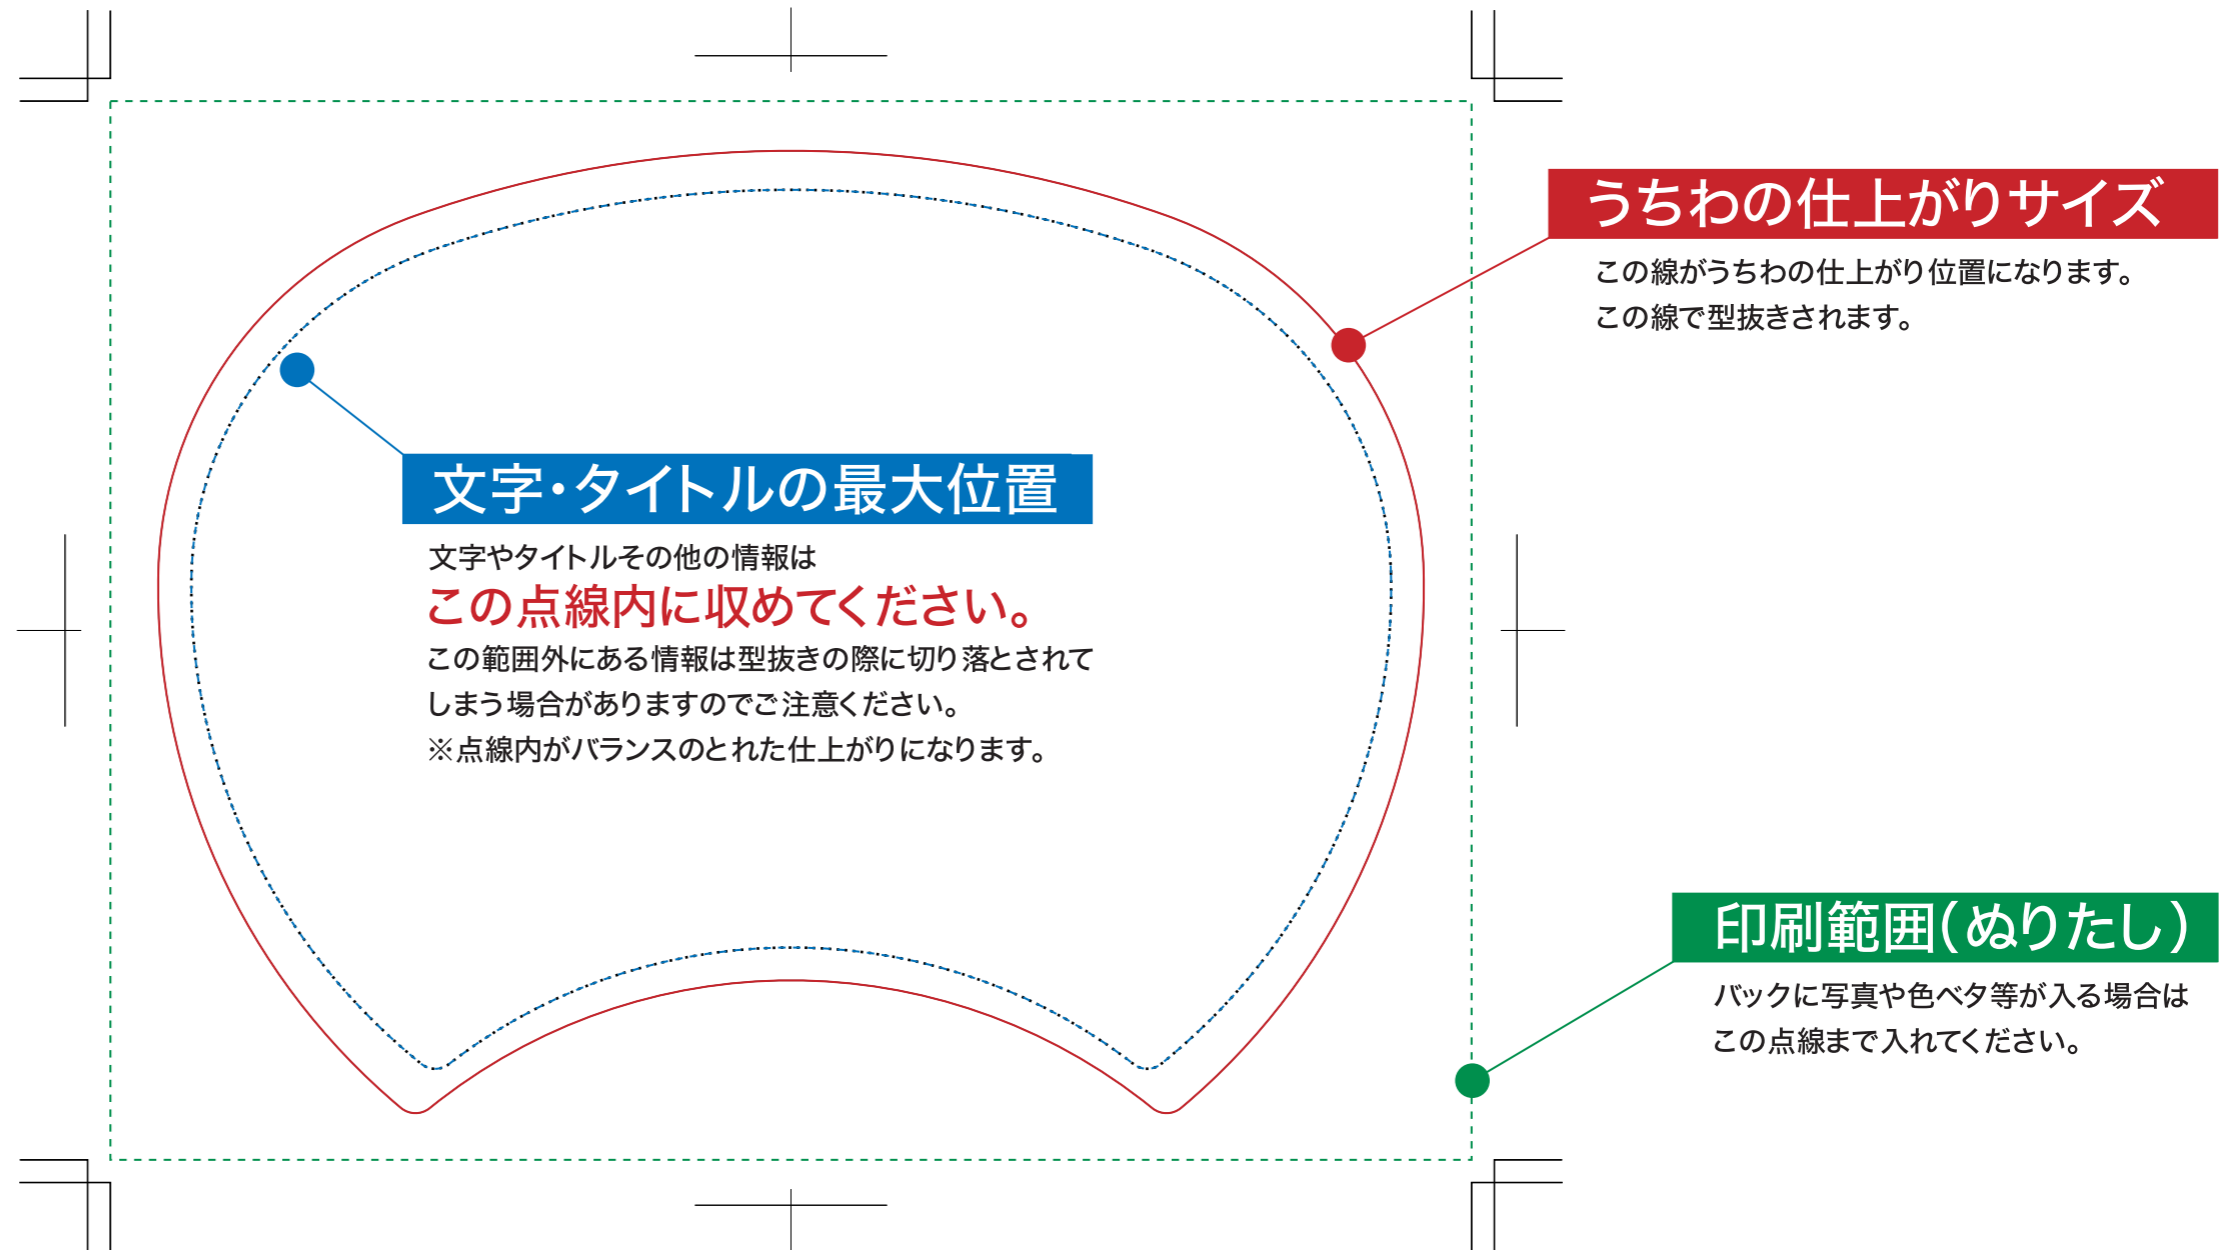 うちわの仕上がりサイズ
この線がうちわの仕上がり位置になります。
この線で型抜きされます。
文字・タイトルの最大位置
文字やタイトルその他の情報は
この点線内に収めてください。
この範囲外にある情報は型抜きの際に切り落とされて
しまう場合がありますのでご注意ください。
※点線内がバランスのとれた仕上がりになります。
印刷範囲(ぬりたし)
バックに写真や色ベタ等が入る場合は
この点線まで入れてください。